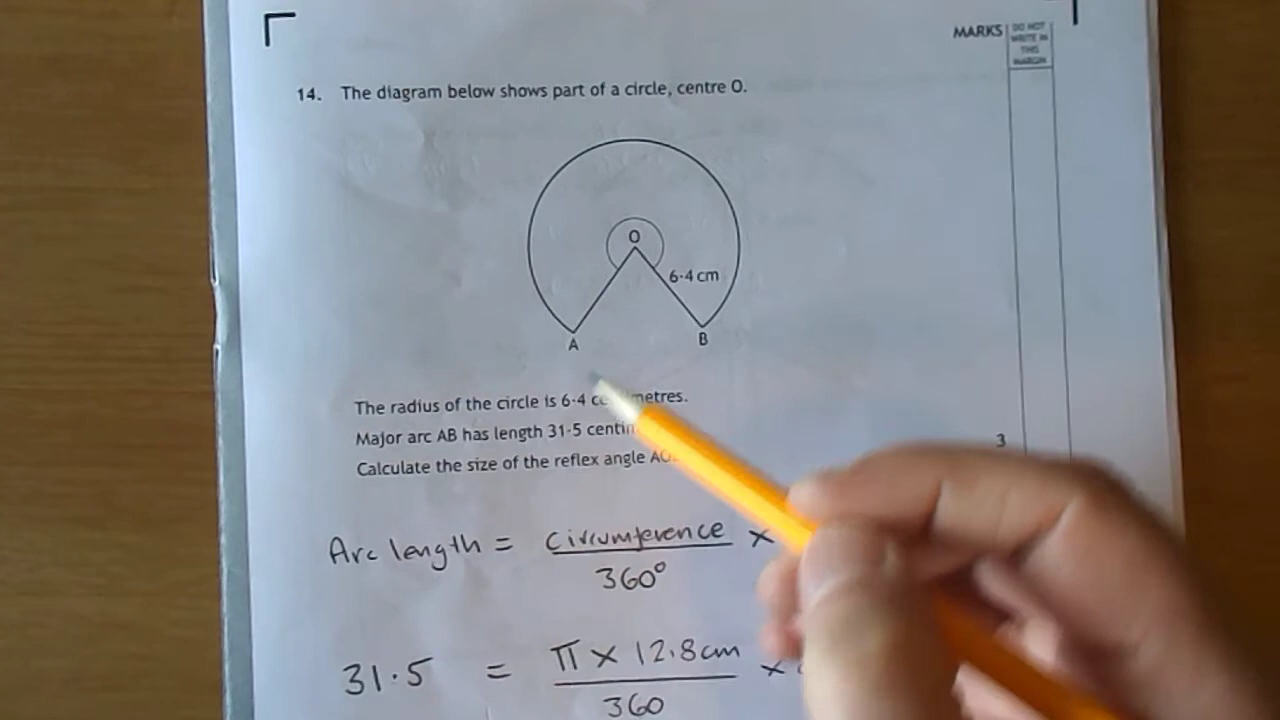 MARKS
DO NOT
WRITE IN
THIS
MARGIN
14. The diagram below shows part of a circle, centre O.
O
6·4 cm
A
B
The radius of the circle is 6·4 metres.
Major arc AB has length 31·5
3
Calculate the size of the reflex angle
Arc length = Circumference ×
360°
31.5 = π × 12.8cm ×
360